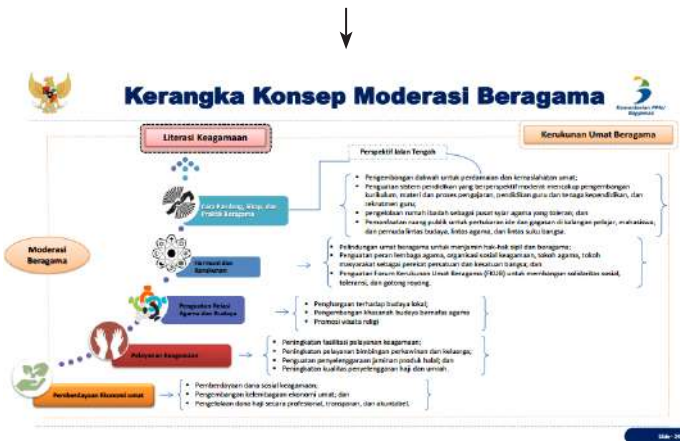 Kerangka Konsep Moderasi Beragama
Kementerian PPN/
Bappenas
Literasi Keagamaan
Kerukunan Umat Beragama
Perspektif Jalan Tengah
Cara Pandang, Sikap, dan
Praktik Beragama
• Pengembangan dakwah untuk perdamaian dan kemaslahatan umat;
• Penguatan sistem pendidikan yang berperspektif moderat mencakup pengembangan
kurikulum, materi dan proses pengajaran, pendidikan guru dan tenaga kependidikan, dan
rekrutmen guru;
• pengelolaan rumah ibadah sebagai pusat syiar agama yang toleran; dan
• Pemanfaatan ruang publik untuk pertukaran ide dan gagasan di kalangan pelajar, mahasiswa,
dan pemuda lintas budaya, lintas agama, dan lintas suku bangsa.
Moderasi
Beragama
Harmoni dan
Kerukunan
• Pelindungan umat beragama untuk menjamin hak-hak sipil dan beragama;
• Penguatan peran lembaga agama, organisasi sosial keagamaan, tokoh agama, tokoh
masyarakat sebagai perekat persatuan dan kesatuan bangsa; dan
• Penguatan Forum Kerukunan Umat Beragama (FKUB) untuk membangun solidaritas sosial,
toleransi, dan gotong royong.
Penguatan Relasi
Agama dan Budaya
• Penghargaan terhadap budaya lokal;
• Pengembangan khazanah budaya bernafas agama
• Promosi wisata religi
Pelayanan Keagamaan
• Peningkatan fasilitasi pelayanan keagamaan;
• Peningkatan pelayanan bimbingan perkawinan dan keluarga;
• Penguatan penyelenggaraan jaminan produk halal; dan
• Peningkatan kualitas penyelenggaraan haji dan umrah.
Pemberdayaan Ekonomi umat
• Pemberdayaan dana sosial keagamaan;
• Pengembangan kelembagaan ekonomi umat; dan
• Pengelolaan dana haji secara profesional, transparan, dan akuntabel.